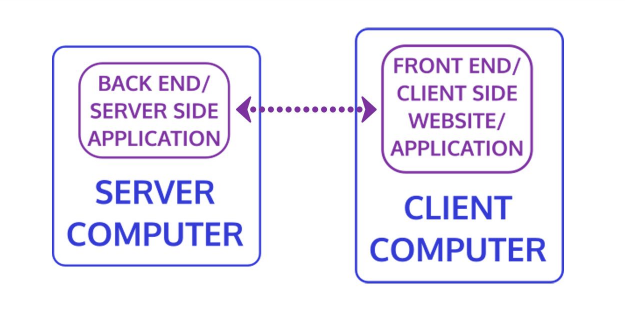 BACK END/
SERVER SIDE
APPLICATION
SERVER
COMPUTER
FRONT END/
CLIENT SIDE
WEBSITE/
APPLICATION
CLIENT
COMPUTER